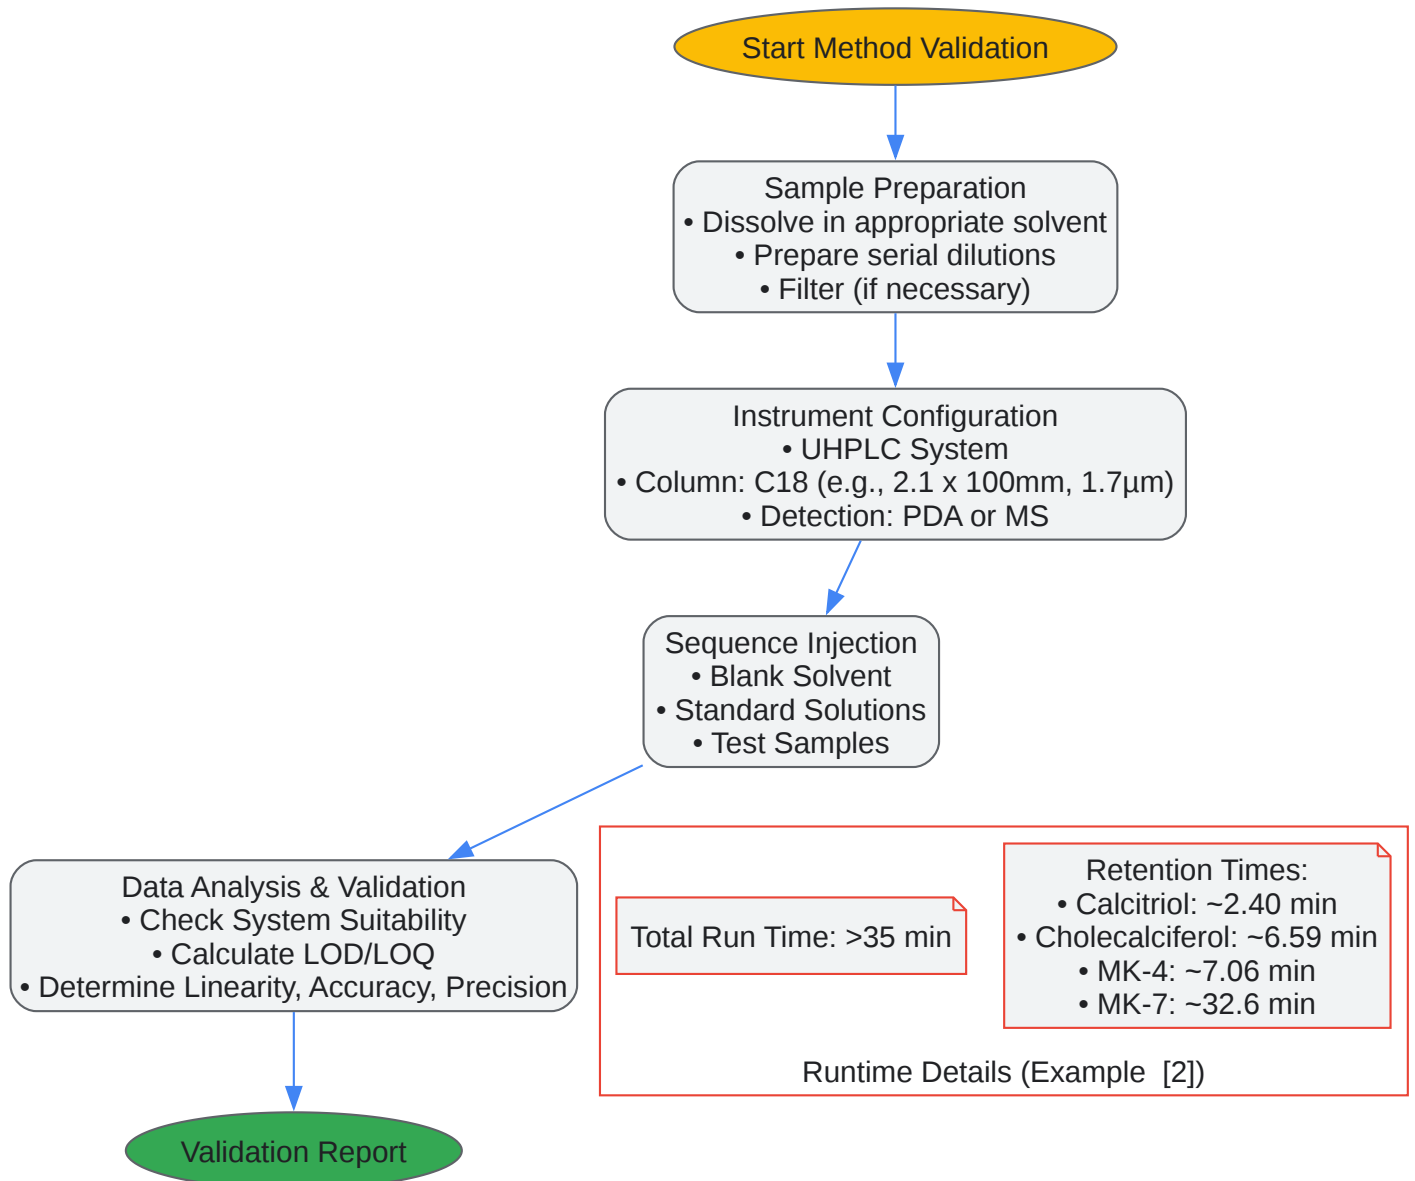 Start Method Validation
Sample Preparation
• Dissolve in appropriate solvent
• Prepare serial dilutions
• Filter (if necessary)
Instrument Configuration
• UHPLC System
• Column: C18 (e.g., 2.1 x 100mm, 1.7µm)
• Detection: PDA or MS
Sequence Injection
• Blank Solvent
• Standard Solutions
• Test Samples
Data Analysis & Validation
• Check System Suitability
• Calculate LOD/LOQ
• Determine Linearity, Accuracy, Precision
Total Run Time: >35 min
Retention Times:
• Calcitriol: ~2.40 min
• Cholecalciferol: ~6.59 min
• MK-4: ~7.06 min
• MK-7: ~32.6 min
Runtime Details (Example  [2])
Validation Report